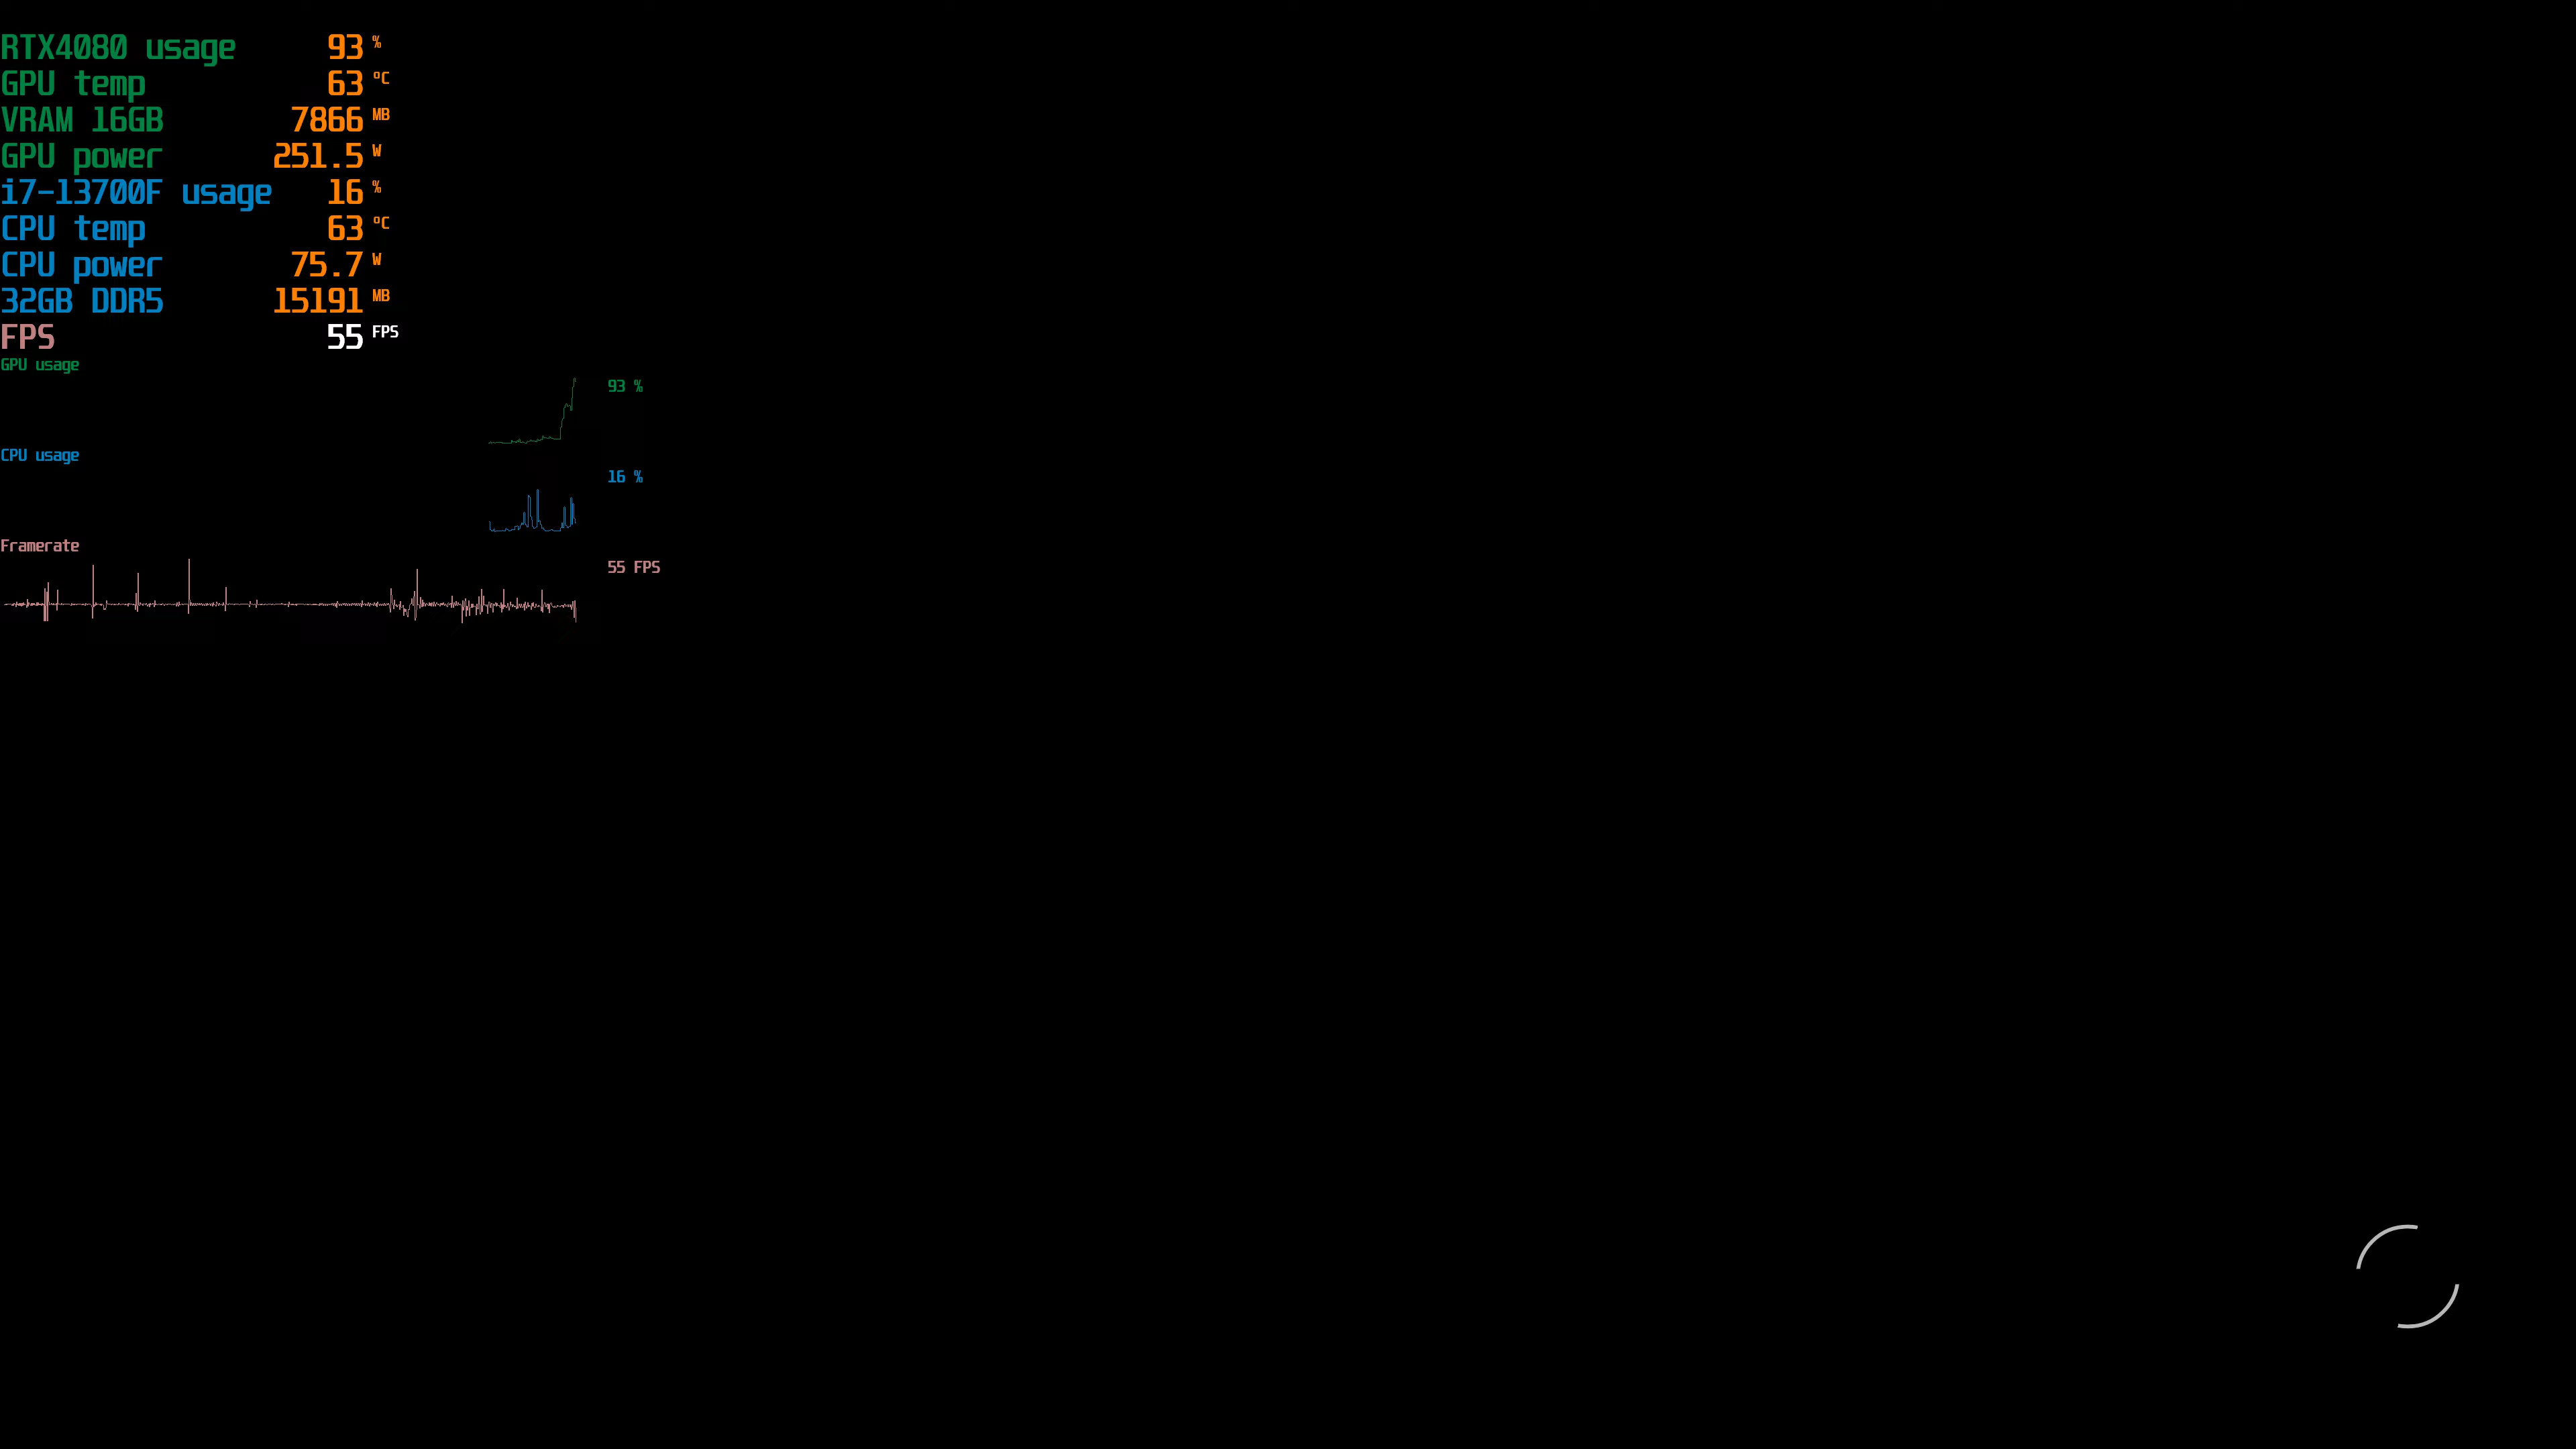 RTX4080 usage 93 %
GPU temp 63 °C
VRAM 16GB 7866 MB
GPU power 251.5 W
i7-13700F usage 16 %
CPU temp 63 °C
CPU power 75.7 W
32GB DDR5 15191 MB
FPS 55 FPS
GPU usage
93 %
CPU usage
16 %
Framerate
55 FPS